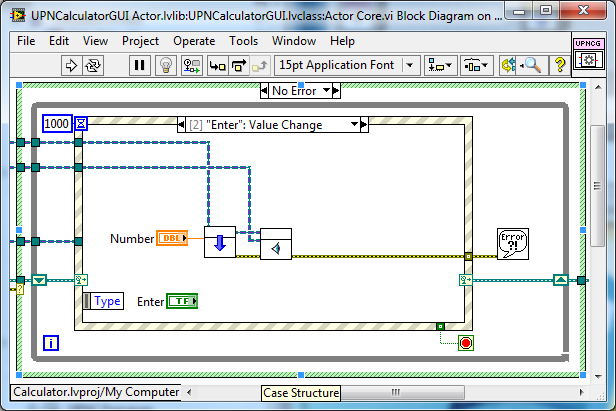 UPNCalculatorGUI Actor.lvlib:UPNCalculatorGUI.lvclass:Actor Core.vi Block Diagram on ...
File Edit View Project Operate Tools Window Help
15pt Application Font
UPNCG
No Error
1000
[2] "Enter": Value Change
Number DBL
Error ?!
Type Enter TF
i
Calculator.lvproj/My Computer
Case Structure